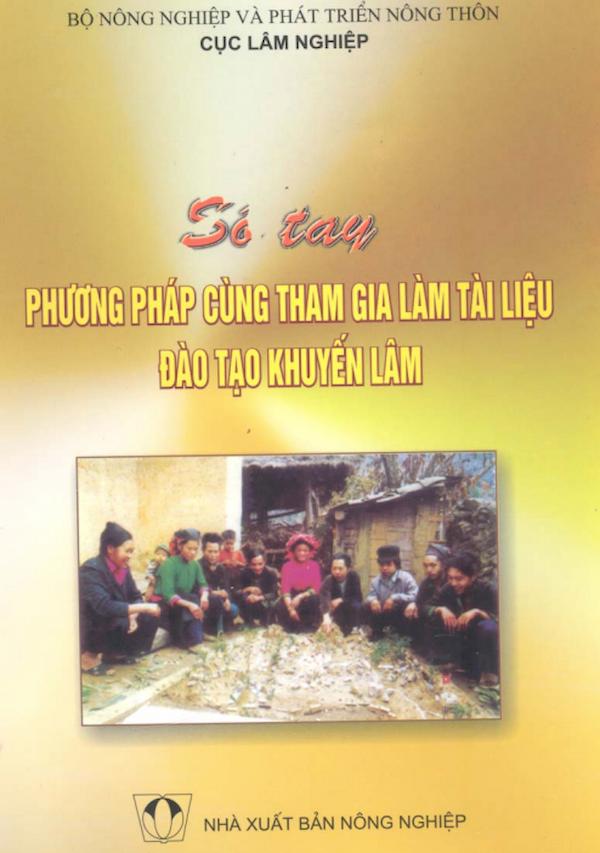 BỘ NÔNG NGHIỆP VÀ PHÁT TRIỂN NÔNG THÔN
CỤC LÂM NGHIỆP
Sổ tay
PHƯƠNG PHÁP CÙNG THAM GIA LÀM TÀI LIỆU
ĐÀO TẠO KHUYẾN LÂM
NHÀ XUẤT BẢN NÔNG NGHIỆP